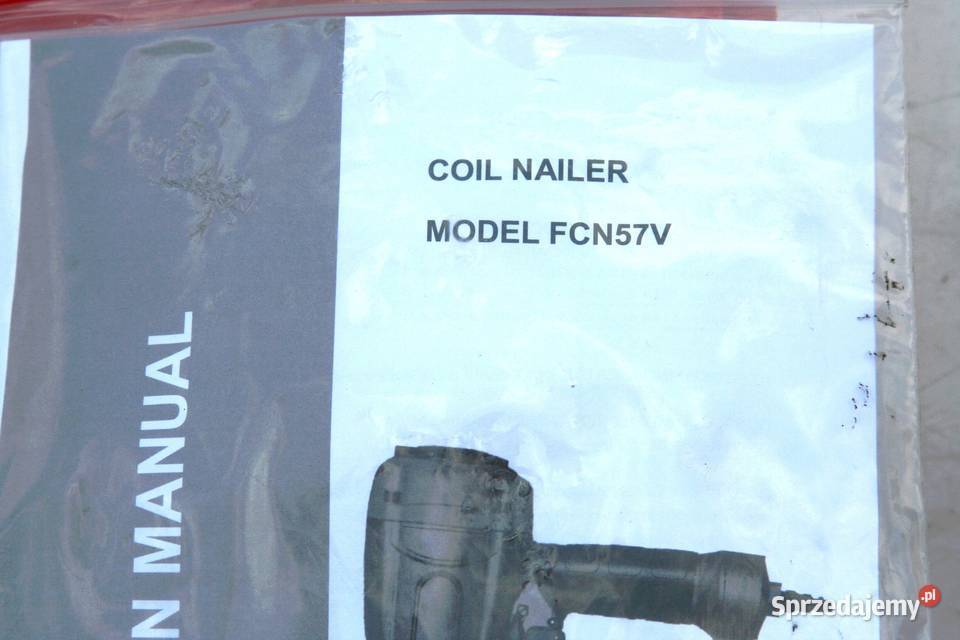 COIL NAILER
MODEL FCN57V
N MANUAL
Sprzedajemy.pl